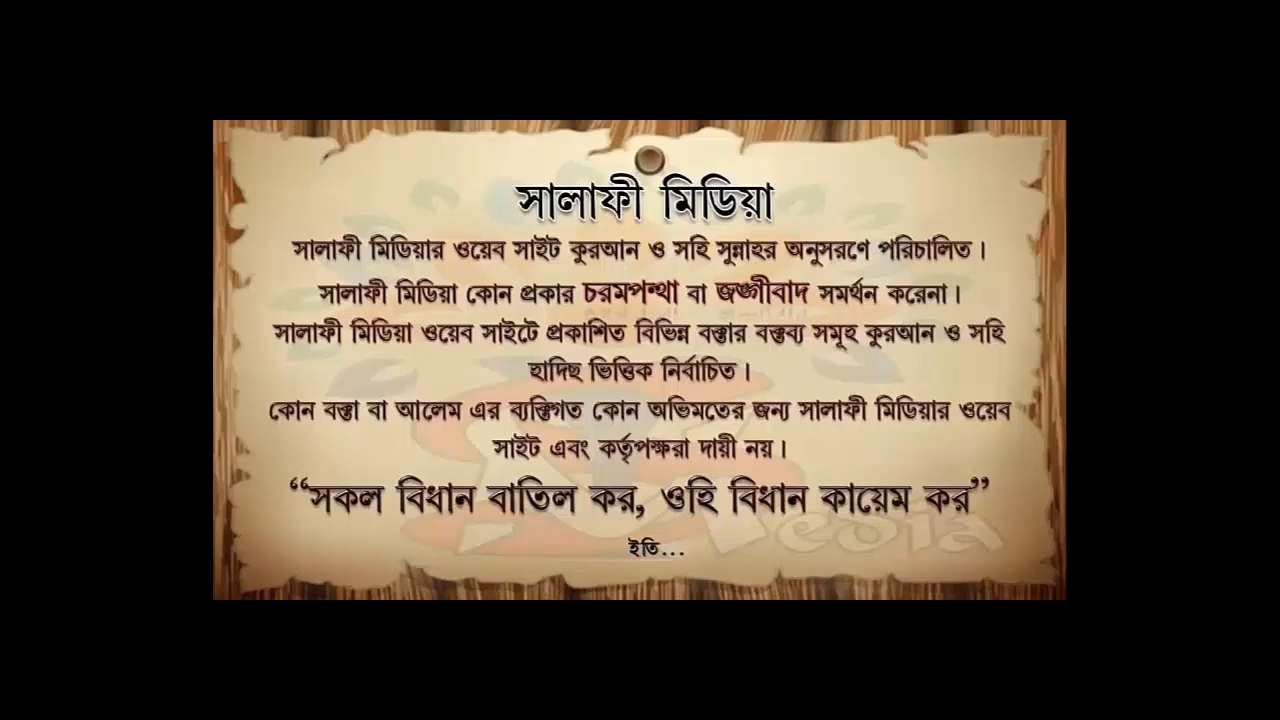 সালাফী মিডিয়া
সালাফী মিডিয়ার ওয়েব সাইট কুরআন ও সহি সুন্নাহর অনুসরণে পরিচালিত।
সালাফী মিডিয়া কোন প্রকার চরমপন্থা বা জঙ্গীবাদ সমর্থন করেনা।
সালাফী মিডিয়া ওয়েব সাইটে প্রকাশিত বিভিন্ন বক্তার বক্তব্য সমূহ কুরআন ও সহি
হাদিছ ভিত্তিক নির্বাচিত।
কোন বক্তা বা আলেম এর ব্যক্তিগত কোন অভিমতের জন্য সালাফী মিডিয়ার ওয়েব
সাইট এবং কর্তৃপক্ষরা দায়ী নয়।
“সকল বিধান বাতিল কর, ওহি বিধান কায়েম কর”
ইতি...